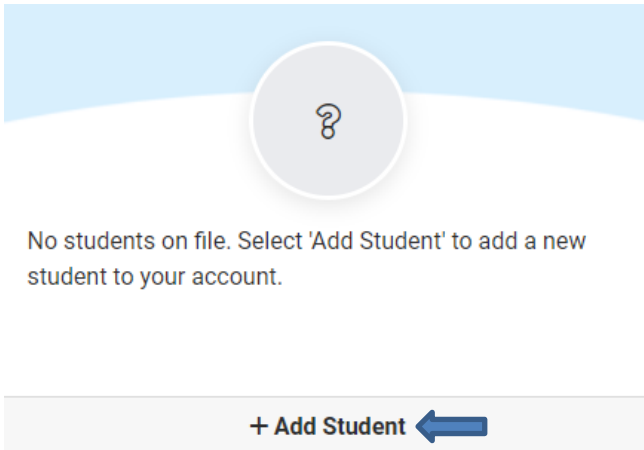 ?
No students on file. Select 'Add Student' to add a new
student to your account.
+ Add Student